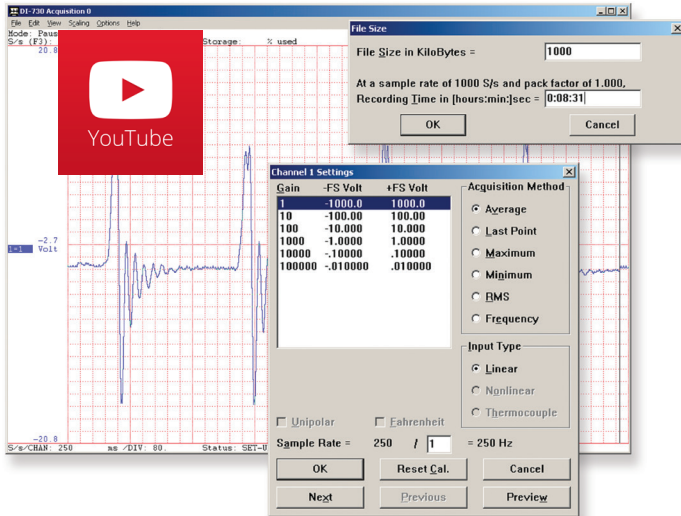 DI-730 Acquisition 0
File Edit View Scaling Options Help
Mode: Paus
S/s (F3): Storage: % used
20.8
YouTube
-2.7
1-1 Volt
-20.8
S/s/CHAN: 250 ms /DIV: 80. Status: SET-U
File Size
File Size in KiloBytes = 1000
At a sample rate of 1000 S/s and pack factor of 1.000,
Recording Time in [hours:min:]sec = 0:08:31
OK Cancel
Channel 1 Settings
Gain -FS Volt +FS Volt
1 -1000.0 1000.0
10 -100.00 100.00
100 -10.000 10.000
1000 -1.0000 1.0000
10000 -.10000 .10000
100000 -.010000 .010000
Acquisition Method
Average
Last Point
Maximum
Minimum
RMS
Frequency
Input Type
Linear
Nonlinear
Thermocouple
Unipolar Fahrenheit
Sample Rate = 250 / 1 = 250 Hz
OK Reset Cal. Cancel
Next Previous Preview